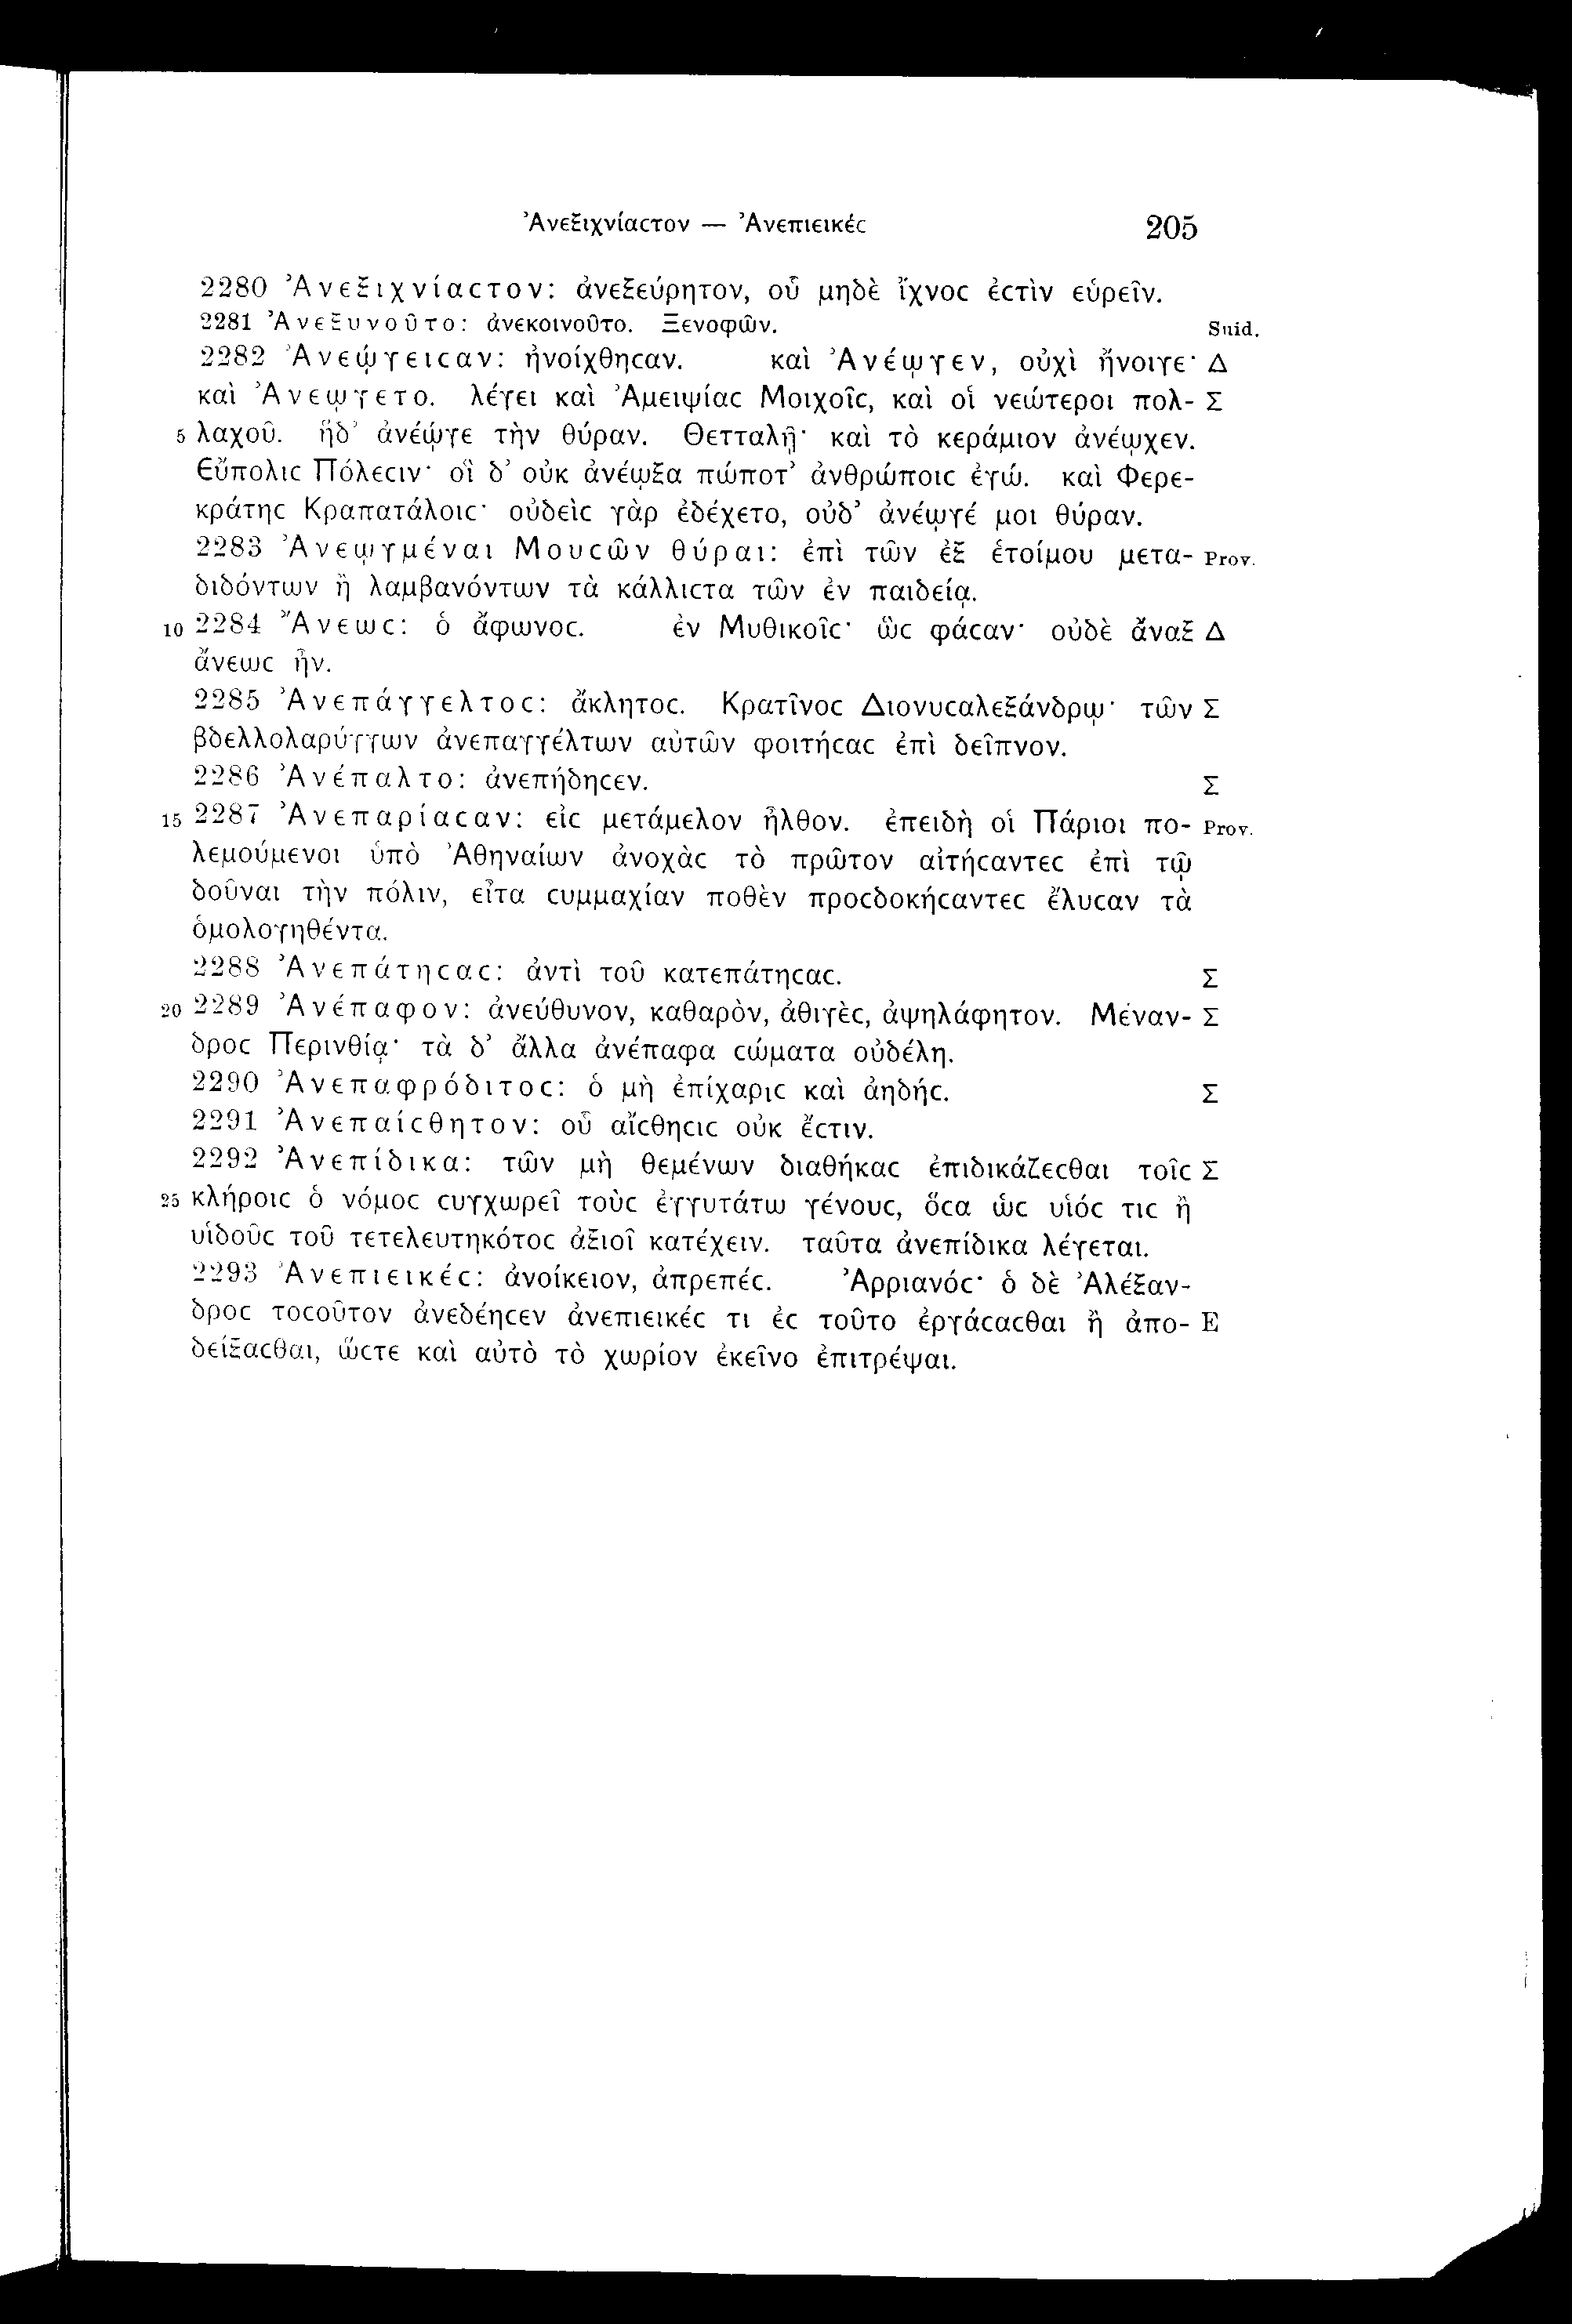 Ἀνεξιχνίαϲτον — Ἀνεπιεικέϲ 205
2280 Ἀνεξιχνίαϲτον: ἀνεξεύρητον, οὗ μηδὲ ἴχνοϲ ἐϲτὶν εὑρεῖν.
2281 Ἀνεξυνοῦτο: ἀνεκοινοῦτο. Ξενοφῶν. Suid.
2282 Ἀνεῴγειϲαν: ἠνοίχθηϲαν. καὶ Ἀνέῳγεν, οὐχὶ ἤνοιγε· Δ
καὶ Ἀνεῳγετο. λέγει καὶ Ἀμειψίαϲ Μοιχοῖϲ, καὶ οἱ νεώτεροι πολ- Σ
5 λαχοῦ. ἡδ’ ἀνέῴγε τὴν θύραν. Θετταλῇ· καὶ τὸ κεράμιον ἀνέῳχεν.
Εὔπολιϲ Πόλεϲιν· οἳ δ’ οὐκ ἀνέῳξα πώποτ’ ἀνθρώποιϲ ἐγώ. καὶ Φερε-
κράτηϲ Κραπατάλοιϲ· οὐδεὶϲ γὰρ ἐδέχετο, οὐδ’ ἀνέῳγέ μοι θύραν.
2283 Ἀνεῳγμέναι Μουϲῶν θύραι: ἐπὶ τῶν ἐξ ἑτοίμου μετα- Prov.
διδόντων ἢ λαμβανόντων τὰ κάλλιϲτα τῶν ἐν παιδείᾳ.
10 2284 Ἄνεωϲ: ὁ ἄφωνοϲ. ἐν Μυθικοῖϲ· ὣϲ φάϲαν· οὐδὲ ἄναξ Δ
ἄνεωϲ ἦν.
2285 Ἀνεπάγγελτοϲ: ἄκλητοϲ. Κρατῖνοϲ Διονυϲαλεξάνδρῳ· τῶν Σ
βδελλολαρύγγων ἀνεπαγγέλτων αὐτῶν φοιτήϲαϲ ἐπὶ δεῖπνον.
2286 Ἀνέπαλτο: ἀνεπήδηϲεν. Σ
15 2287 Ἀνεπαρίαϲαν: εἰϲ μετάμελον ἦλθον. ἐπειδὴ οἱ Πάριοι πο- Prov.
λεμούμενοι ὑπὸ Ἀθηναίων ἀνοχὰϲ τὸ πρῶτον αἰτήϲαντεϲ ἐπὶ τῷ
δοῦναι τὴν πόλιν, εἶτα ϲυμμαχίαν ποθὲν προϲδοκήϲαντεϲ ἔλυϲαν τὰ
ὁμολογηθέντα.
2288 Ἀνεπάτηϲαϲ: ἀντὶ τοῦ κατεπάτηϲαϲ. Σ
20 2289 Ἀνέπαφον: ἀνεύθυνον, καθαρὸν, ἀθιγὲϲ, ἀψηλάφητον. Μέναν- Σ
δροϲ Περινθίᾳ· τὰ δ’ ἄλλα ἀνέπαφα ϲώματα οὐδέλη.
2290 Ἀνεπαφρόδιτοϲ: ὁ μὴ ἐπίχαριϲ καὶ ἀηδήϲ. Σ
2291 Ἀνεπαίϲθητον: οὗ αἴϲθηϲιϲ οὐκ ἔϲτιν.
2292 Ἀνεπίδικα: τῶν μὴ θεμένων διαθήκαϲ ἐπιδικάζεϲθαι τοῖϲ Σ
25 κλήροιϲ ὁ νόμοϲ ϲυγχωρεῖ τοὺϲ ἐγγυτάτω γένουϲ, ὅϲα ὡϲ υἱόϲ τιϲ ἢ
υἱδοῦϲ τοῦ τετελευτηκότοϲ ἀξιοῖ κατέχειν. ταῦτα ἀνεπίδικα λέγεται.
2293 Ἀνεπιεικέϲ: ἀνοίκειον, ἀπρεπέϲ. Ἀρριανόϲ· ὁ δὲ Ἀλέξαν-
δροϲ τοϲοῦτον ἀνεδέηϲεν ἀνεπιεικέϲ τι ἐϲ τοῦτο ἐργάϲαϲθαι ἢ ἀπο- E
δείξαϲθαι, ὥϲτε καὶ αὐτὸ τὸ χωρίον ἐκεῖνο ἐπιτρέψαι.